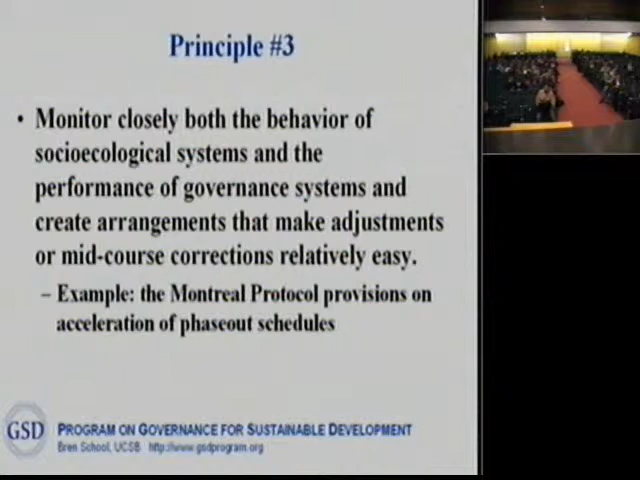 Principle #3
• Monitor closely both the behavior of
socioecological systems and the
performance of governance systems and
create arrangements that make adjustments
or mid-course corrections relatively easy.
– Example: the Montreal Protocol provisions on
acceleration of phaseout schedules
GSD
PROGRAM ON GOVERNANCE FOR SUSTAINABLE DEVELOPMENT
Bren School, UCSB http://www.gsdprogram.org